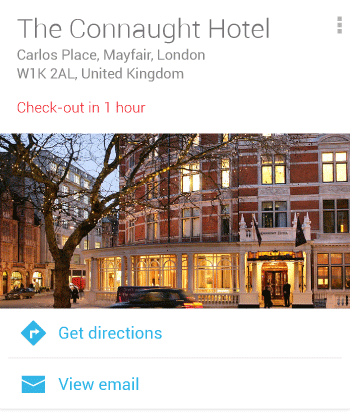 The Connaught Hotel
Carlos Place, Mayfair, London
W1K 2AL, United Kingdom
Check-out in 1 hour
Get directions
View email